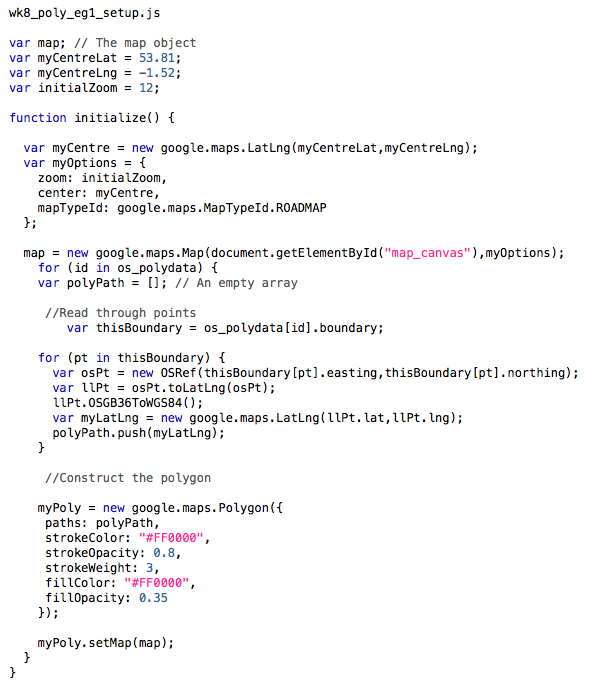 wk8_poly_eg1_setup.js
var map; // The map object
var myCentreLat = 53.81;
var myCentreLng = -1.52;
var initialZoom = 12;
function initialize() {
var myCentre = new google.maps.LatLng(myCentreLat,myCentreLng);
var myOptions = {
zoom: initialZoom,
center: myCentre,
mapTypeId: google.maps.MapTypeId.ROADMAP
};
map = new google.maps.Map(document.getElementById("map_canvas"),myOptions);
for (id in os_polydata) {
var polyPath = []; // An empty array
//Read through points
var thisBoundary = os_polydata[id].boundary;
for (pt in thisBoundary) {
var osPt = new OSRef(thisBoundary[pt].easting,thisBoundary[pt].northing);
var llPt = osPt.toLatLng(osPt);
llPt.OSGB36ToWGS84();
var myLatLng = new google.maps.LatLng(llPt.lat,llPt.lng);
polyPath.push(myLatLng);
}
//Construct the polygon
myPoly = new google.maps.Polygon({
paths: polyPath,
strokeColor: "#FF0000",
strokeOpacity: 0.8,
strokeWeight: 3,
fillColor: "#FF0000",
fillOpacity: 0.35
});
myPoly.setMap(map);
}
}